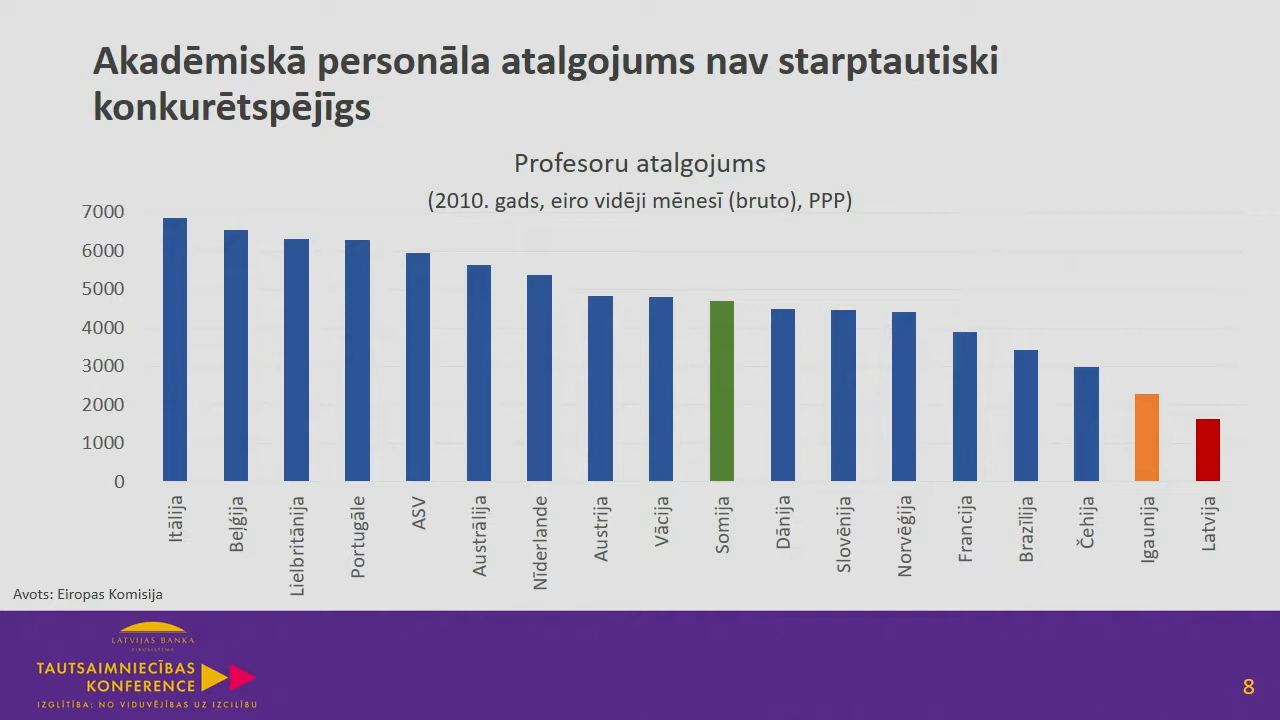 Akadēmiskā personāla atalgojums nav starptautiski
konkurētspējīgs
Profesoru atalgojums
(2010. gads, eiro vidēji mēnesī (bruto), PPP)
7000
6000
5000
4000
3000
2000
1000
0
Itālija
Beļģija
Lielbritānija
Portugāle
ASV
Austrālija
Nīderlande
Austrija
Vācija
Somija
Dānija
Slovēnija
Norvēģija
Francija
Brazīlija
Čehija
Igaunija
Latvija
Avots: Eiropas Komisija
LATVIJAS BANKA
EIROSISTĒMA
TAUTSAIMNIECĪBAS
KONFERENCE
IZGLĪTĪBA: NO VIDUVĒJĪBAS UZ IZCILĪBU
8